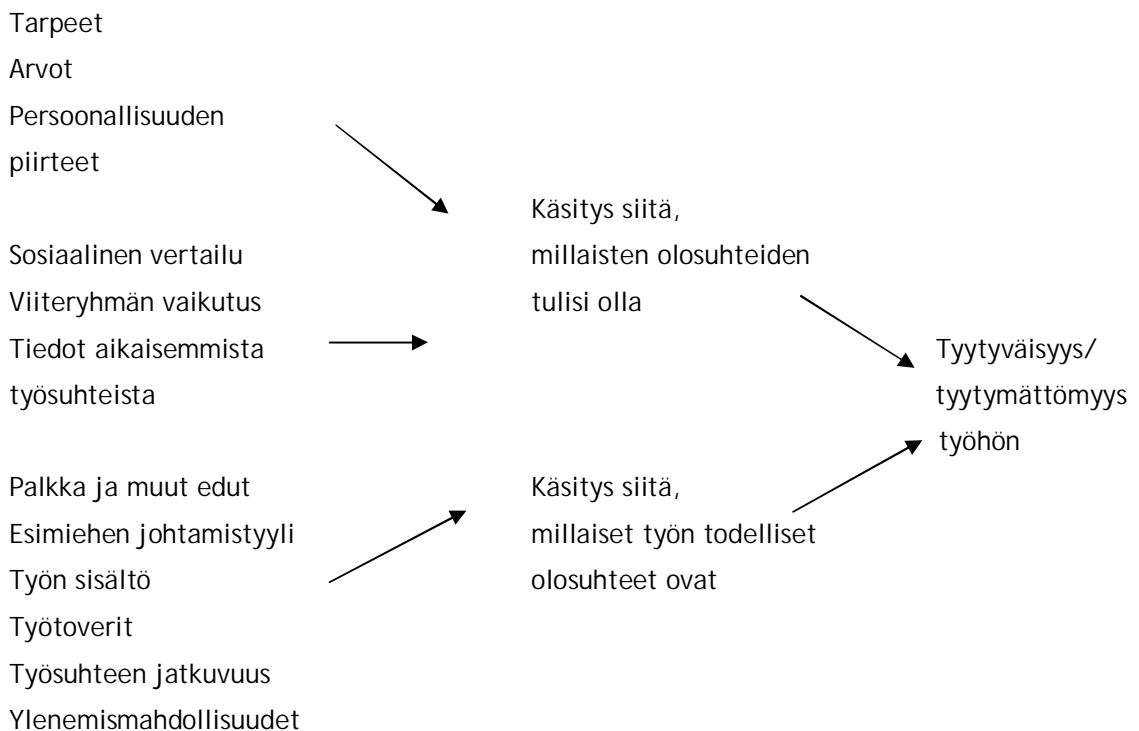 Tarpeet
Arvot
Persoonallisuuden
piirteet
Sosiaalinen vertailu
Viiteryhmän vaikutus
Tiedot aikaisemmista
työsuhteista
Palkka ja muut edut
Esimiehen johtamistyyli
Työn sisältö
Työtoverit
Työsuhteen jatkuvuus
Ylenemismahdollisuudet
Käsitys siitä,
millaisten olosuhteiden
tulisi olla
Käsitys siitä,
millaiset työn todelliset
olosuhteet ovat
Tyytyväisyys/
tyytymättömyys
työhön